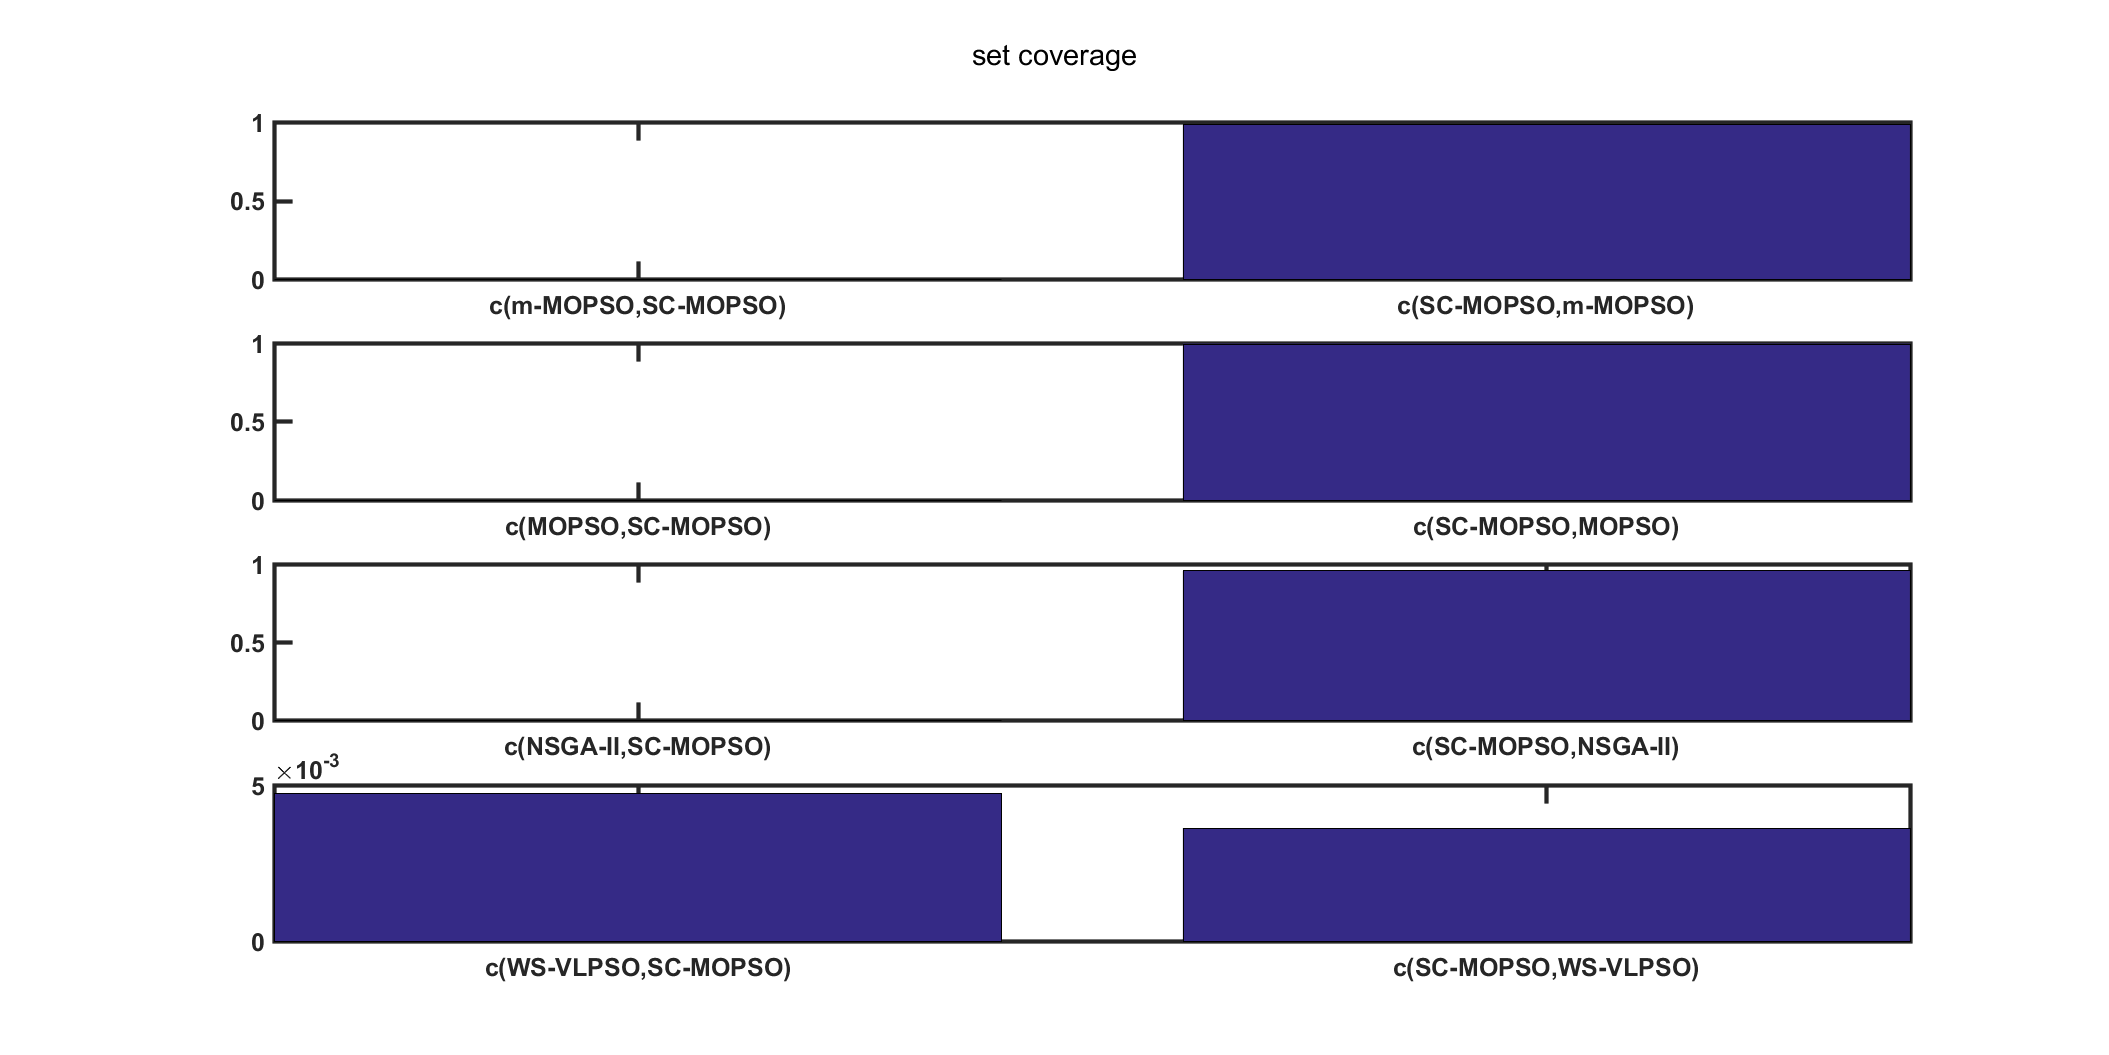 set coverage
1
0.5
0
c(m-MOPSO,SC-MOPSO) c(SC-MOPSO,m-MOPSO)
1
0.5
0
c(MOPSO,SC-MOPSO) c(SC-MOPSO,MOPSO)
1
0.5
0
c(NSGA-II,SC-MOPSO) c(SC-MOPSO,NSGA-II)
×10-3
5
0
c(WS-VLPSO,SC-MOPSO) c(SC-MOPSO,WS-VLPSO)